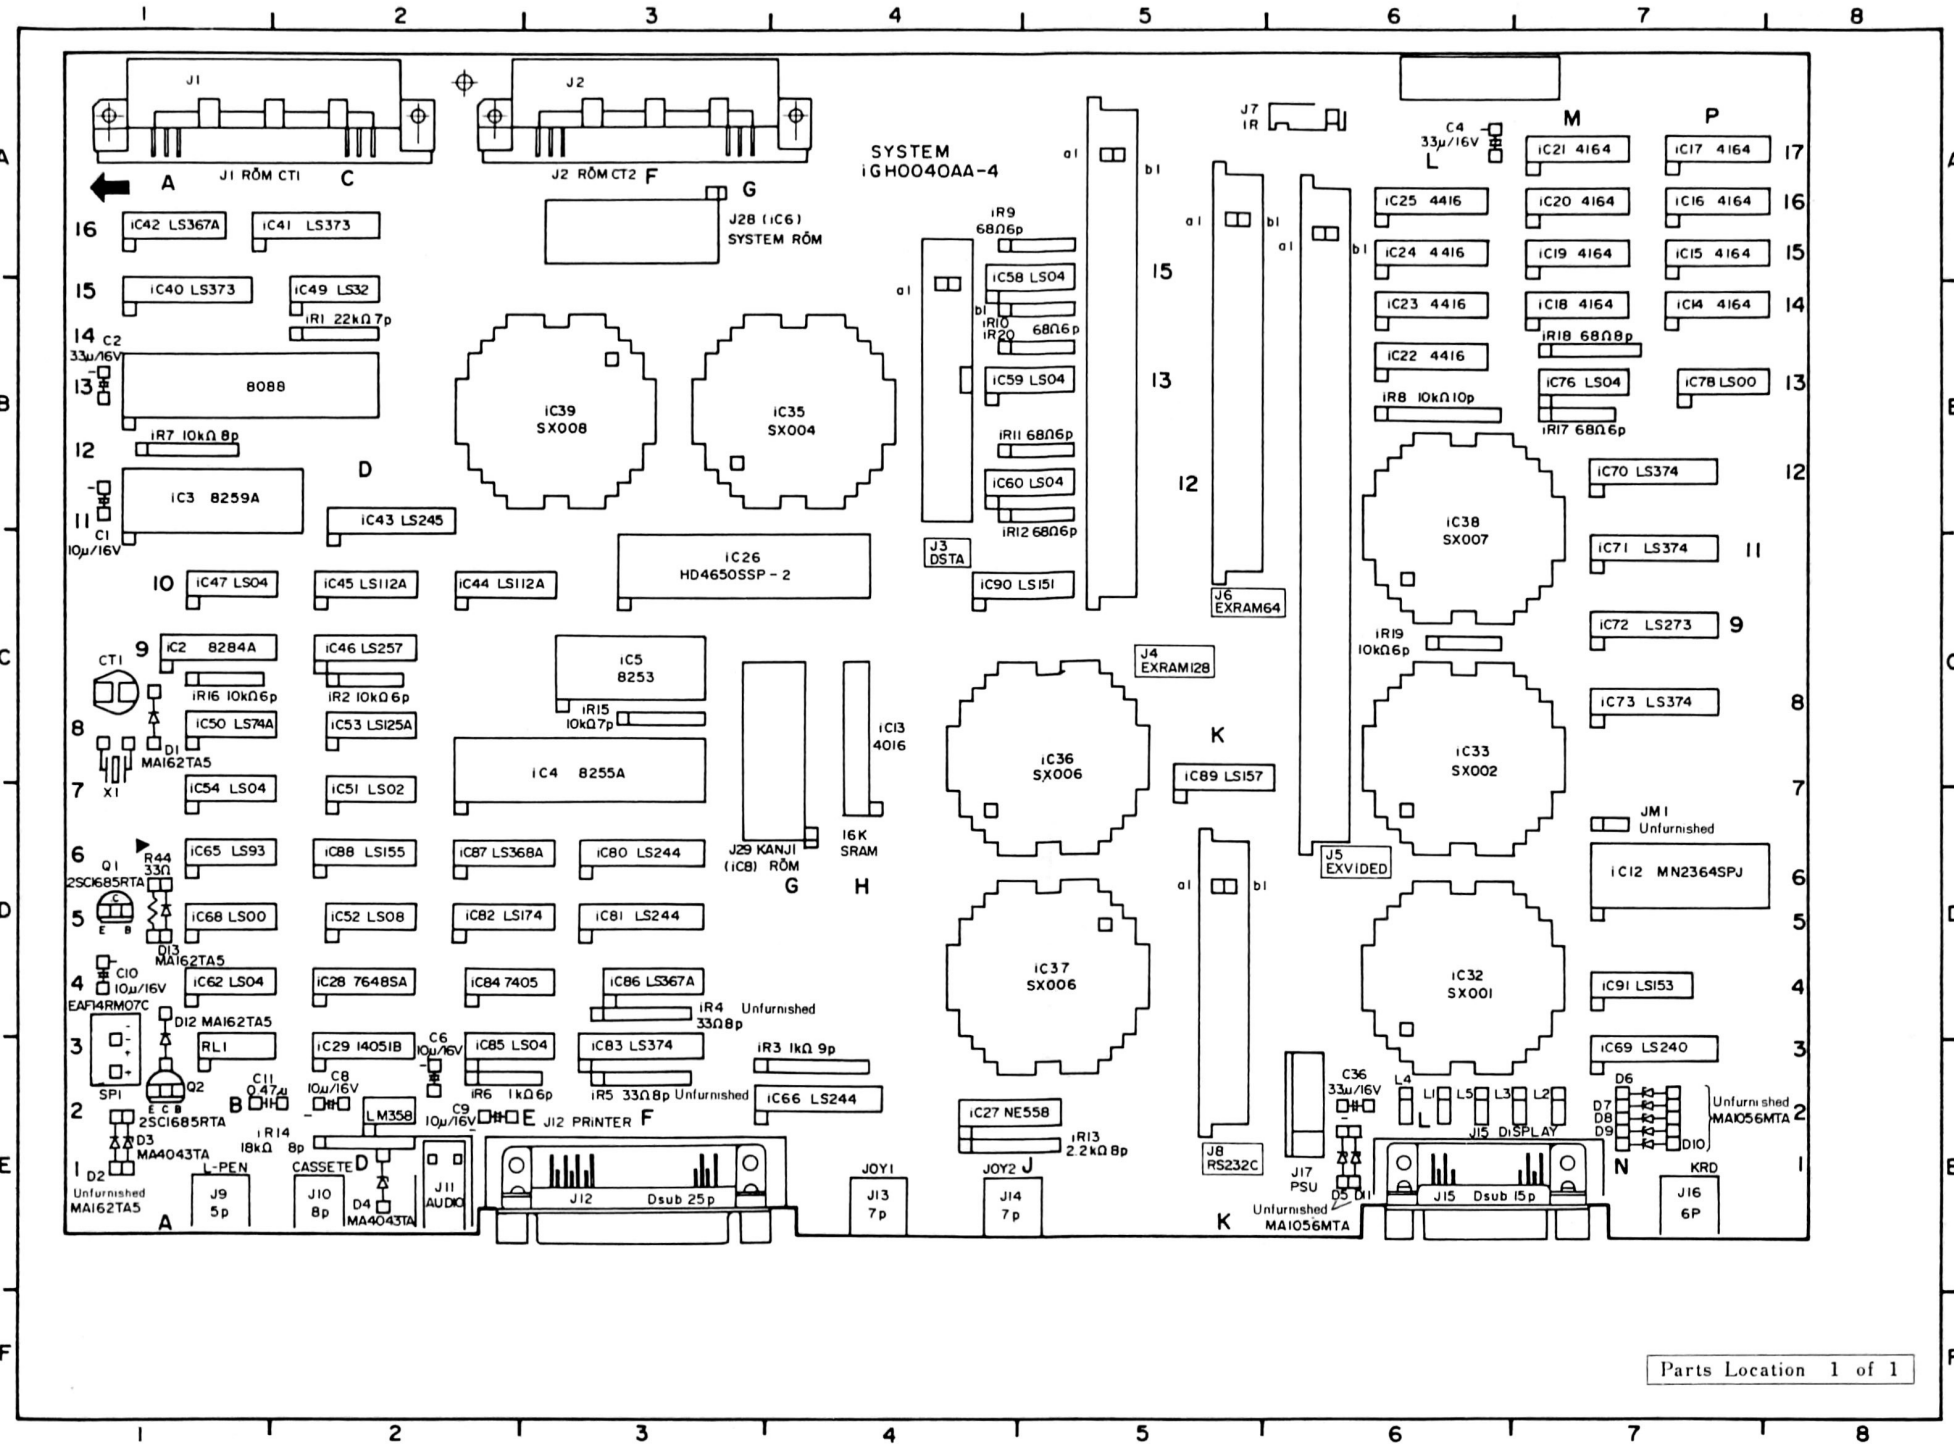 1 2 3 4 5 6 7 8
A
B
C
D
E
F
J1
J1 RŌM CT1
A
C
J2
J2 RŌM CT2
F
G
SYSTEM
iGH0040AA-4
J28 (iC6)
SYSTEM RŌM
J7
IR
C4
33µ/16V
L
M
P
iC21 4164
iC17 4164
17
16
iC42 LS367A
iC41 LS373
iR9
68Ω6p
a1
b1
a1
b1
a1
b1
iC25 4416
iC20 4164
iC16 4164
16
iC58 LS04
15
iC24 4416
iC19 4164
iC15 4164
15
15
iC40 LS373
iC49 LS32
iR1 22kΩ7p
a1
b1
iR10
iR20
68Ω6p
iC23 4416
iC18 4164
iC14 4164
14
14
C2
33µ/16V
13
8088
iC39
SX008
iC35
SX004
iC59 LS04
13
iR18 68Ω8p
iC22 4416
iC76 LS04
iC78 LS00
13
iR8 10kΩ10p
iR17 68Ω6p
12
iR7 10kΩ8p
D
iR11 68Ω6p
iC60 LS04
12
iR12 68Ω6p
iC70 LS374
12
iC3 8259A
11
C1
10µ/16V
iC43 LS245
iC26
HD46505SP-2
J3
DSTA
iC38
SX007
iC71 LS374
11
10
iC47 LS04
iC45 LS112A
iC44 LS112A
iC90 LS151
J6
EXRAM64
9
iC2 8284A
iC46 LS257
iC5
8253
J4
EXRAM128
iR19
10kΩ6p
iC72 LS273
9
CT1
iR16 10kΩ6p
iR2 10kΩ6p
iR15
10kΩ7p
8
iC50 LS74A
iC53 LS125A
iC13
4016
K
iC73 LS374
8
D1
MA162TA5
X1
iC4 8255A
iC36
SX006
iC89 LS157
iC33
SX002
7
iC54 LS04
iC51 LS02
7
JM1
Unfurnished
6
iC65 LS93
iC88 LS155
iC87 LS368A
iC80 LS244
J29 KANJI
(iC8) RŌM
G
16K
SRAM
H
J5
EXVIDED
iC12 MN2364SPJ
6
Q1
2SC1685RTA
R44
33Ω
C
E B
5
iC68 LS00
iC52 LS08
iC82 LS174
iC81 LS244
a1
b1
5
D13
MA162TA5
4
C10
10µ/16V
iC62 LS04
iC28 7648SA
iC84 7405
iC86 LS367A
iR4
33Ω8p
Unfurnished
iC37
SX006
iC32
SX001
iC91 LS153
4
EAF14RM07C
D12 MA162TA5
3
SP1
RL1
iC29 14051B
C6
10µ/16V
iC85 LS04
iC83 LS374
iR3 1kΩ 9p
iC69 LS240
3
Q2
E C B
2SC1685RTA
C11
0.47µ
B
C8
10µ/16V
iR6 1kΩ6p
iR5 33Ω8p Unfurnished
iC66 LS244
iC27 NE558
iR13
2.2kΩ8p
C36
33µ/16V
L4
L1
L5
L3
L2
L
D6
D7
D8
D9
D10
Unfurnished
MA1056MTA
2
2
D3
MA4043TA
iR14
18kΩ 8p
LM358
C9
10µ/16V
E
J12 PRiNTER
F
J8
RS232C
J17
PSU
J15 DiSPLAY
N
1
1
D2
Unfurnished
MA162TA5
A
L-PEN
J9
5p
CASSETE
J10
8p
D
D4
MA4043TA
J11
AUDIO
J12 Dsub 25p
JOY1
J13
7p
JOY2
J
J14
7p
K
D5 D11
Unfurnished
MA1056MTA
J15 Dsub 15p
KRD
J16
6P
Parts Location 1 of 1
A
B
C
D
E
F
1 2 3 4 5 6 7 8